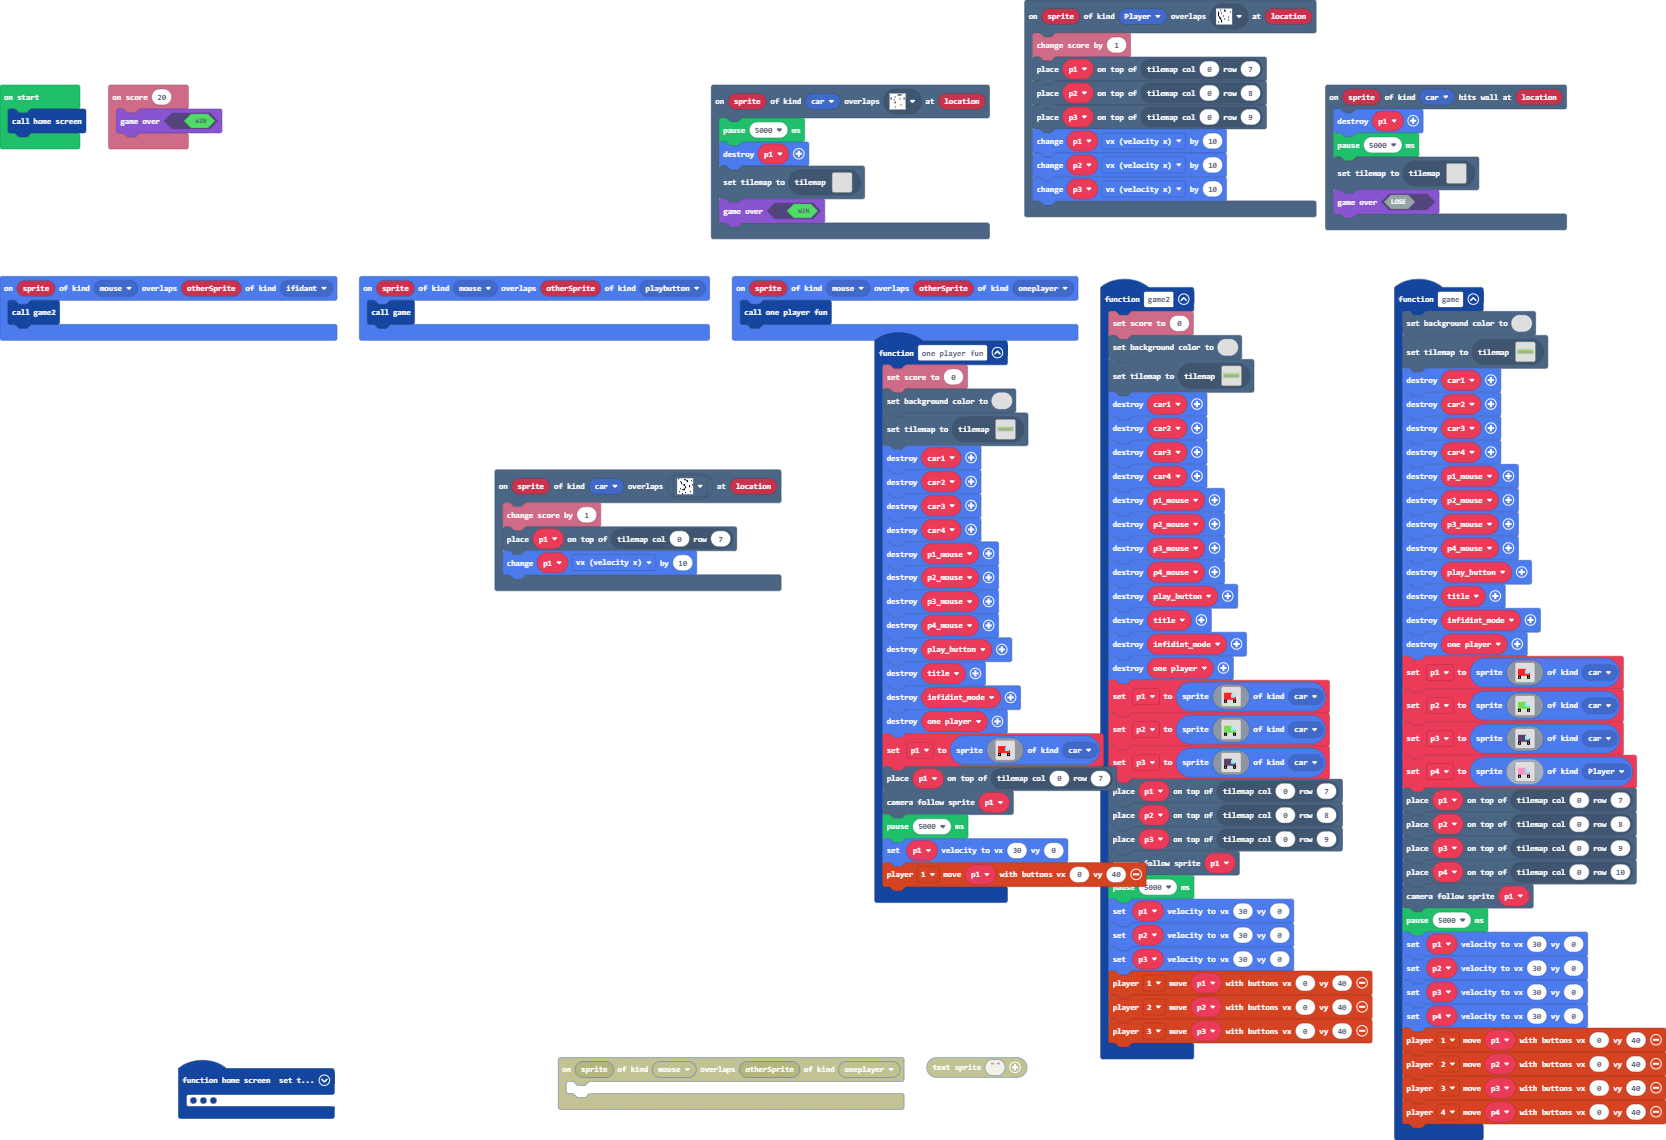 on start
call home screen
on score 20
game over WIN
on sprite of kind car overlaps at location
pause 5000 ms
destroy p1
set tilemap to tilemap
game over WIN
on sprite of kind Player overlaps at location
change score by 1
place p1 on top of tilemap col 0 row 7
place p2 on top of tilemap col 0 row 8
place p3 on top of tilemap col 0 row 9
change p1 vx (velocity x) by 10
change p2 vx (velocity x) by 10
change p3 vx (velocity x) by 10
on sprite of kind car hits wall at location
destroy p1
pause 5000 ms
set tilemap to tilemap
game over LOSE
on sprite of kind mouse overlaps otherSprite of kind ifidant
call game2
on sprite of kind mouse overlaps otherSprite of kind playbutton
call game
on sprite of kind mouse overlaps otherSprite of kind oneplayer
call one player fun
on sprite of kind car overlaps at location
change score by 1
place p1 on top of tilemap col 0 row 7
change p1 vx (velocity x) by 10
function one player fun
set score to 0
set background color to
set tilemap to tilemap
destroy car1
destroy car2
destroy car3
destroy car4
destroy p1_mouse
destroy p2_mouse
destroy p3_mouse
destroy p4_mouse
destroy play_button
destroy title
destroy infidint_mode
destroy one player
set p1 to sprite of kind car
place p1 on top of tilemap col 0 row 7
camera follow sprite p1
pause 5000 ms
set p1 velocity to vx 30 vy 0
player 1 move p1 with buttons vx 0 vy 40
function game2
set score to 0
set background color to
set tilemap to tilemap
destroy car1
destroy car2
destroy car3
destroy car4
destroy p1_mouse
destroy p2_mouse
destroy p3_mouse
destroy p4_mouse
destroy play_button
destroy title
destroy infidint_mode
destroy one player
set p1 to sprite of kind car
set p2 to sprite of kind car
set p3 to sprite of kind car
place p1 on top of tilemap col 0 row 7
place p2 on top of tilemap col 0 row 8
place p3 on top of tilemap col 0 row 9
follow sprite p1
pause 5000 ms
set p1 velocity to vx 30 vy 0
set p2 velocity to vx 30 vy 0
set p3 velocity to vx 30 vy 0
player 1 move p1 with buttons vx 0 vy 40
player 2 move p2 with buttons vx 0 vy 40
player 3 move p3 with buttons vx 0 vy 40
function game
set background color to
set tilemap to tilemap
destroy car1
destroy car2
destroy car3
destroy car4
destroy p1_mouse
destroy p2_mouse
destroy p3_mouse
destroy p4_mouse
destroy play_button
destroy title
destroy infidint_mode
destroy one player
set p1 to sprite of kind car
set p2 to sprite of kind car
set p3 to sprite of kind car
set p4 to sprite of kind Player
place p1 on top of tilemap col 0 row 7
place p2 on top of tilemap col 0 row 8
place p3 on top of tilemap col 0 row 9
place p4 on top of tilemap col 0 row 10
camera follow sprite p1
pause 5000 ms
set p1 velocity to vx 30 vy 0
set p2 velocity to vx 30 vy 0
set p3 velocity to vx 30 vy 0
set p4 velocity to vx 30 vy 0
player 1 move p1 with buttons vx 0 vy 40
player 2 move p2 with buttons vx 0 vy 40
player 3 move p3 with buttons vx 0 vy 40
player 4 move p4 with buttons vx 0 vy 40
function home screen set t...
on sprite of kind mouse overlaps otherSprite of kind oneplayer
text sprite " "